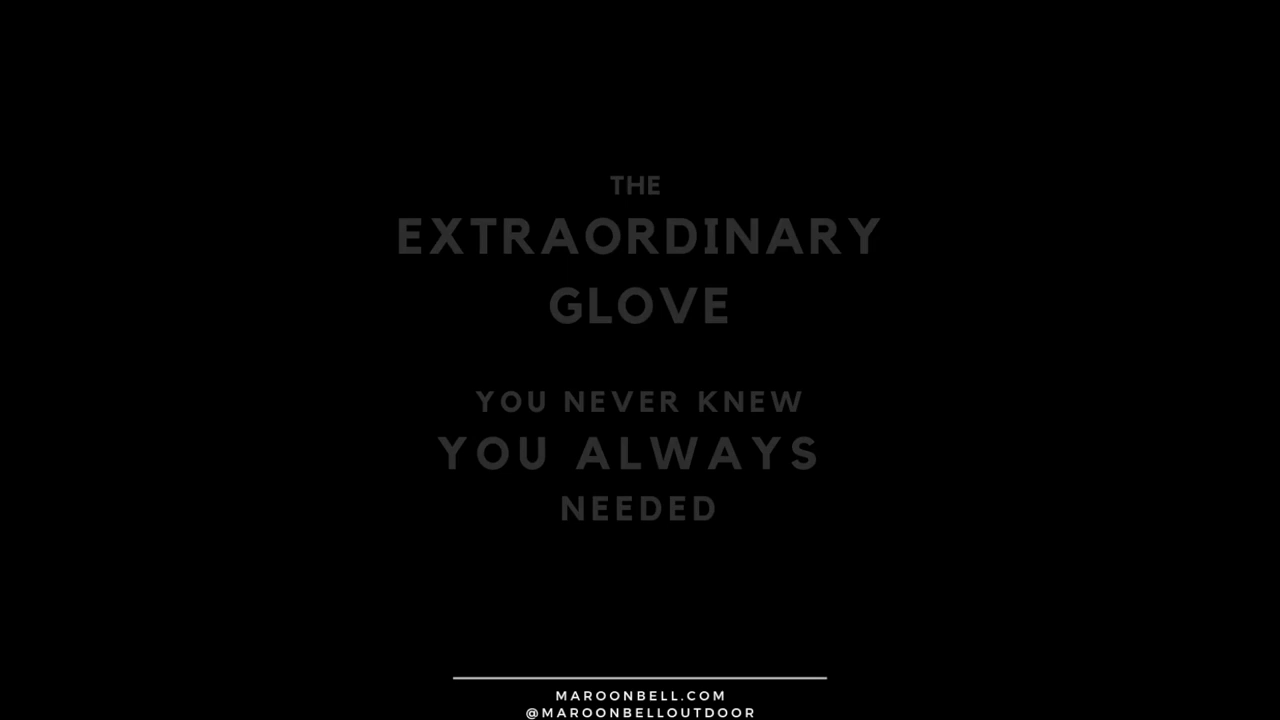 THE
EXTRAORDINARY
GLOVE
YOU NEVER KNEW
YOU ALWAYS
NEEDED
MAROONBELL.COM
@MAROONBELLOUTDOOR